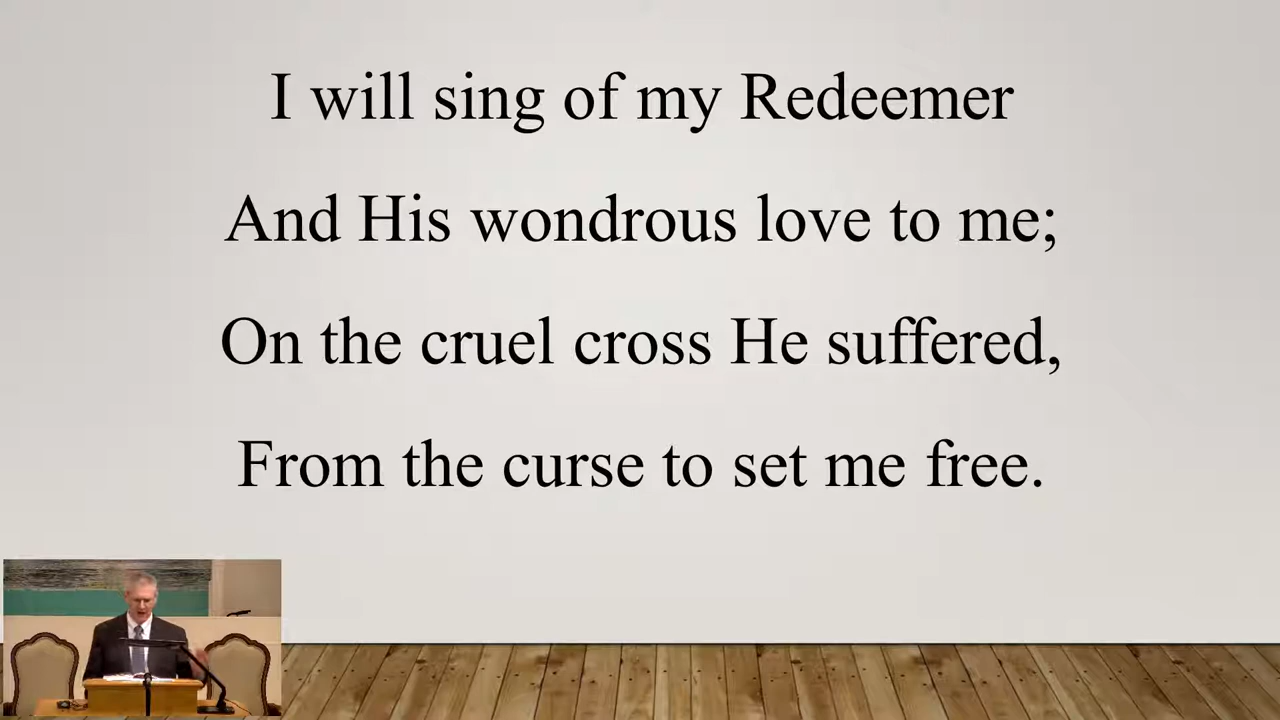 I will sing of my Redeemer
And His wondrous love to me;
On the cruel cross He suffered,
From the curse to set me free.